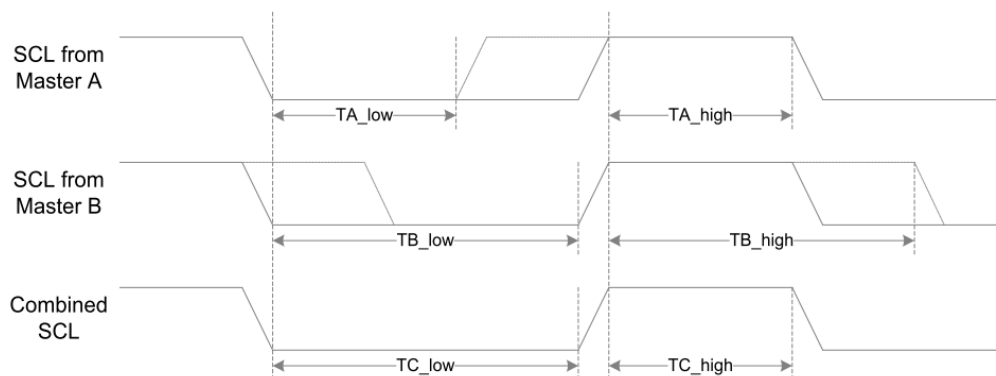 SCL from
Master A
TA_low
TA_high
SCL from
Master B
TB_low
TB_high
Combined
SCL
TC_low
TC_high